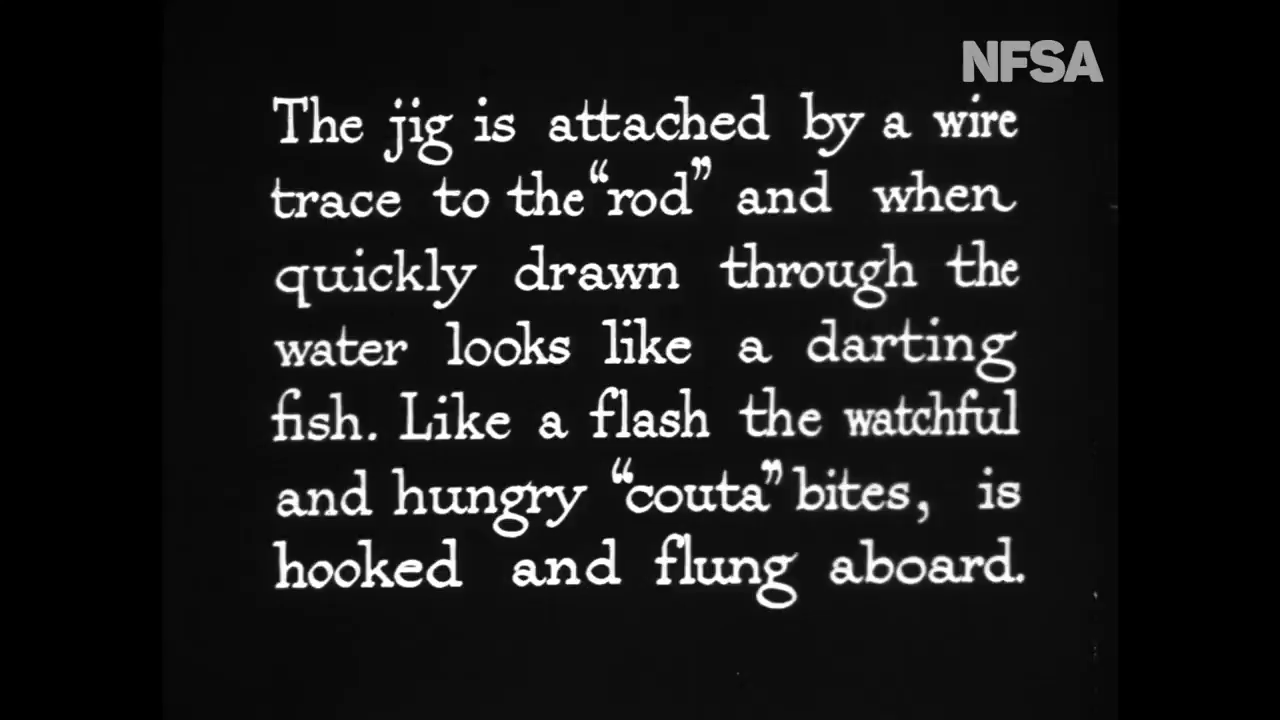 NFSA
The jig is attached by a wire
trace to the “rod” and when
quickly drawn through the
water looks like a darting
fish. Like a flash the watchful
and hungry “couta” bites, is
hooked and flung aboard.